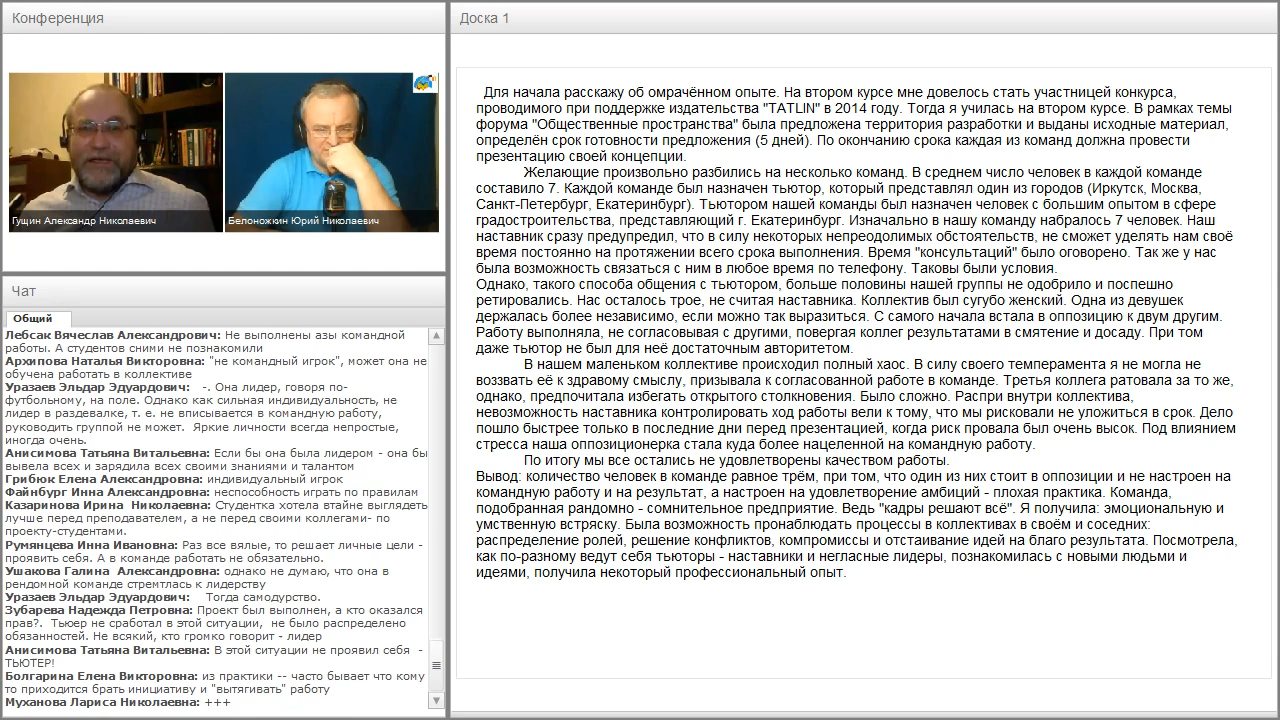 Конференция
Гущин Александр Николаевич
Белоножкин Юрий Николаевич
Чат
Общий
Лебсак Вячеслав Александрович: Не выполнены азы командной
работы. А студентов сними не познакомили
Архипова Наталья Викторовна: "не командный игрок", может она не
обучена работать в коллективе
Уразаев Эльдар Эдуардович: -. Она лидер, говоря по-
футбольному, на поле. Однако как сильная индивидуальность, не
лидер в раздевалке, т. е. не вписывается в командную работу,
руководить группой не может. Яркие личности всегда непростые,
иногда очень.
Анисимова Татьяна Витальевна: Если бы она была лидером - она бы
вывела всех и зарядила всех своими знаниями и талантом
Грибюк Елена Александровна: индивидуальный игрок
Файнбург Инна Александровна: неспособность играть по правилам
Казаринова Ирина Николаевна: Студентка хотела втайне выглядеть
лучше перед преподавателем, а не перед своими коллегами- по
проекту-студентами.
Румянцева Инна Ивановна: Раз все вялые, то решает личные цели -
проявить себя. А в команде работать не обязательно.
Ушакова Галина Александровна: однако не думаю, что она в
рендомной команде стремтлась к лидерству
Уразаев Эльдар Эдуардович: Тогда самодурство.
Зубарева Надежда Петровна: Проект был выполнен, а кто оказался
прав?. Тьюер не сработал в этой ситуации, не было распределено
обязанностей. Не всякий, кто громко говорит - лидер
Анисимова Татьяна Витальевна: В этой ситуации не проявил себя -
ТЬЮТЕР!
Болгарина Елена Викторовна: из практики -- часто бывает что кому
то приходится брать инициативу и "вытягивать" работу
Муханова Лариса Николаевна: +++
Доска 1
Для начала расскажу об омрачённом опыте. На втором курсе мне довелось стать участницей конкурса,
проводимого при поддержке издательства "TATLIN" в 2014 году. Тогда я училась на втором курсе. В рамках темы
форума "Общественные пространства" была предложена территория разработки и выданы исходные материал,
определён срок готовности предложения (5 дней). По окончанию срока каждая из команд должна провести
презентацию своей концепции.
Желающие произвольно разбились на несколько команд. В среднем число человек в каждой команде
составило 7. Каждой команде был назначен тьютор, который представлял один из городов (Иркутск, Москва,
Санкт-Петербург, Екатеринбург). Тьютором нашей команды был назначен человек с большим опытом в сфере
градостроительства, представляющий г. Екатеринбург. Изначально в нашу команду набралось 7 человек. Наш
наставник сразу предупредил, что в силу некоторых непреодолимых обстоятельств, не сможет уделять нам своё
время постоянно на протяжении всего срока выполнения. Время "консультаций" было оговорено. Так же у нас
была возможность связаться с ним в любое время по телефону. Таковы были условия.
Однако, такого способа общения с тьютором, больше половины нашей группы не одобрило и поспешно
ретировались. Нас осталось трое, не считая наставника. Коллектив был сугубо женский. Одна из девушек
держалась более независимо, если можно так выразиться. С самого начала встала в оппозицию к двум другим.
Работу выполняла, не согласовывая с другими, повергая коллег результатами в смятение и досаду. При том
даже тьютор не был для неё достаточным авторитетом.
В нашем маленьком коллективе происходил полный хаос. В силу своего темперамента я не могла не
воззвать её к здравому смыслу, призывала к согласованной работе в команде. Третья коллега ратовала за то же,
однако, предпочитала избегать открытого столкновения. Было сложно. Распри внутри коллектива,
невозможность наставника контролировать ход работы вели к тому, что мы рисковали не уложиться в срок. Дело
пошло быстрее только в последние дни перед презентацией, когда риск провала был очень высок. Под влиянием
стресса наша оппозиционерка стала куда более нацеленной на командную работу.
По итогу мы все остались не удовлетворены качеством работы.
Вывод: количество человек в команде равное трём, при том, что один из них стоит в оппозиции и не настроен на
командную работу и на результат, а настроен на удовлетворение амбиций - плохая практика. Команда,
подобранная рандомно - сомнительное предприятие. Ведь "кадры решают всё". Я получила: эмоциональную и
умственную встряску. Была возможность пронаблюдать процессы в коллективах в своём и соседних:
распределение ролей, решение конфликтов, компромиссы и отстаивание идей на благо результата. Посмотрела,
как по-разному ведут себя тьюторы - наставники и негласные лидеры, познакомилась с новыми людьми и
идеями, получила некоторый профессиональный опыт.